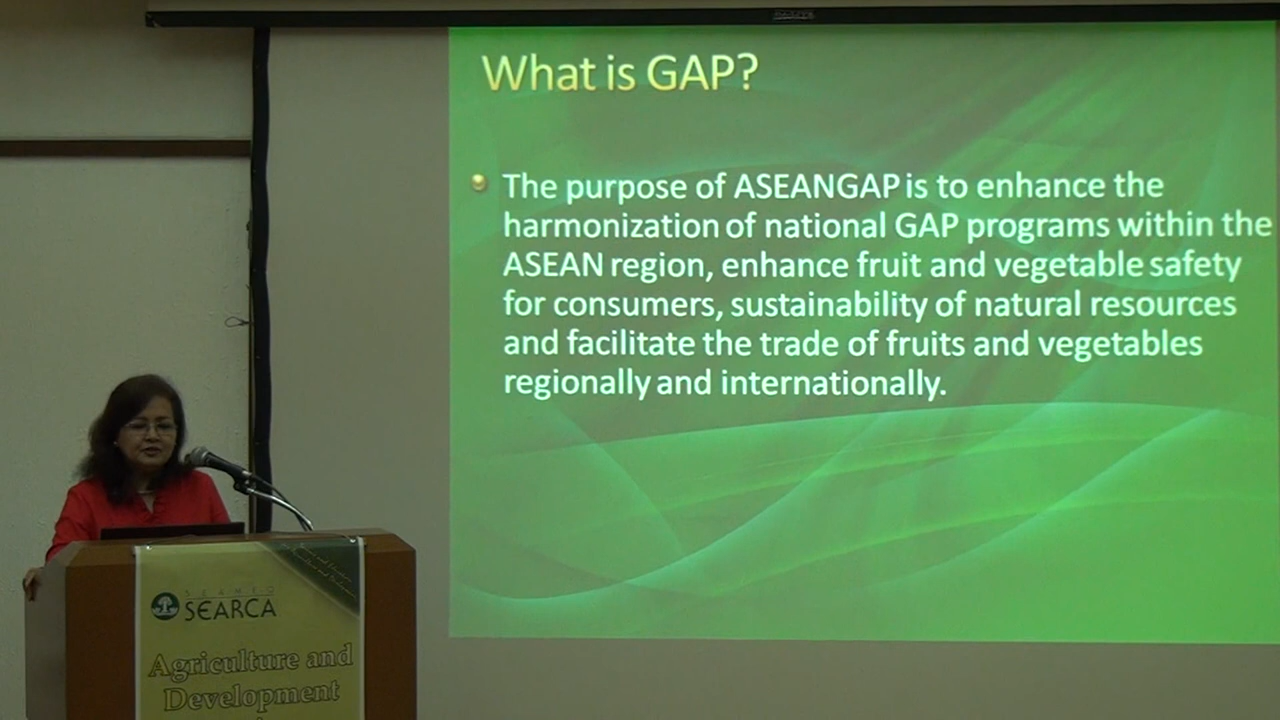 What is GAP?
The purpose of ASEANGAP is to enhance the
harmonization of national GAP programs within the
ASEAN region, enhance fruit and vegetable safety
for consumers, sustainability of natural resources
and facilitate the trade of fruits and vegetables
regionally and internationally.
SEAMEO
SEARCA
Agriculture and
Development